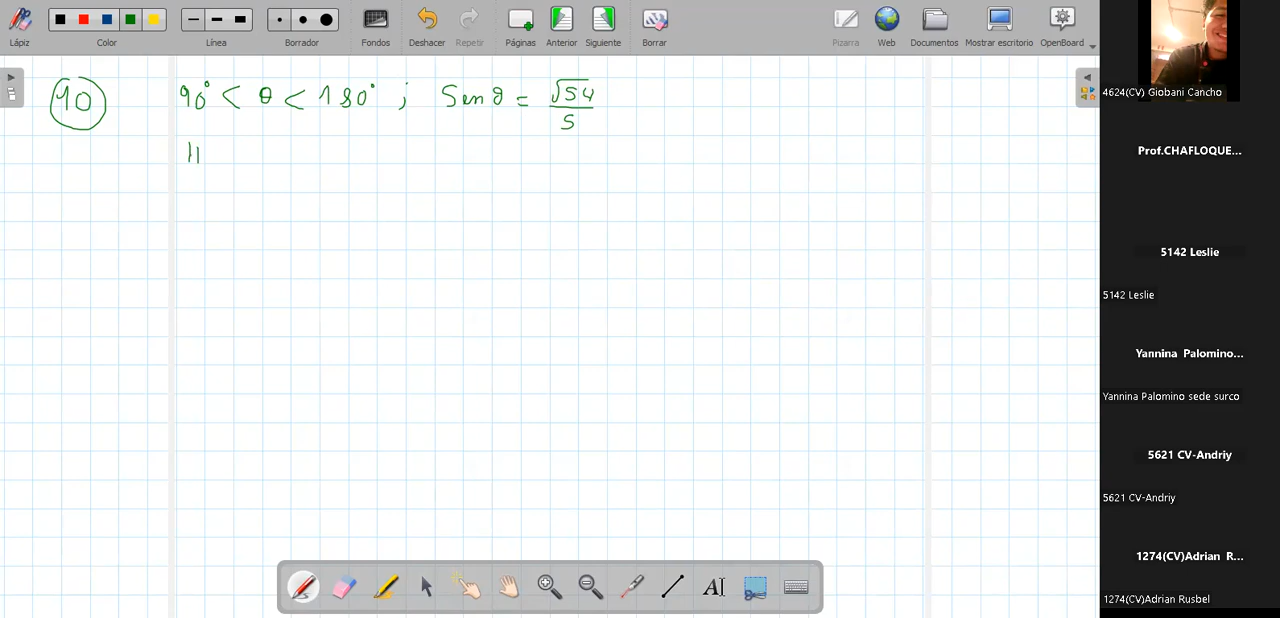 Lápiz Color Línea Borrador Fondos Deshacer Repetir Páginas Anterior Siguiente Borrar Pizarra Web Documentos Mostrar escritorio OpenBoard
10 90° < θ < 180° ; Senθ = √54/5
11
4624(CV) Giobani Cancho
Prof.CHAFLOQUE...
5142 Leslie
5142 Leslie
Yannina Palomino...
Yannina Palomino sede surco
5621 CV-Andriy
5621 CV-Andriy
1274(CV)Adrian R...
1274(CV)Adrian Rusbel